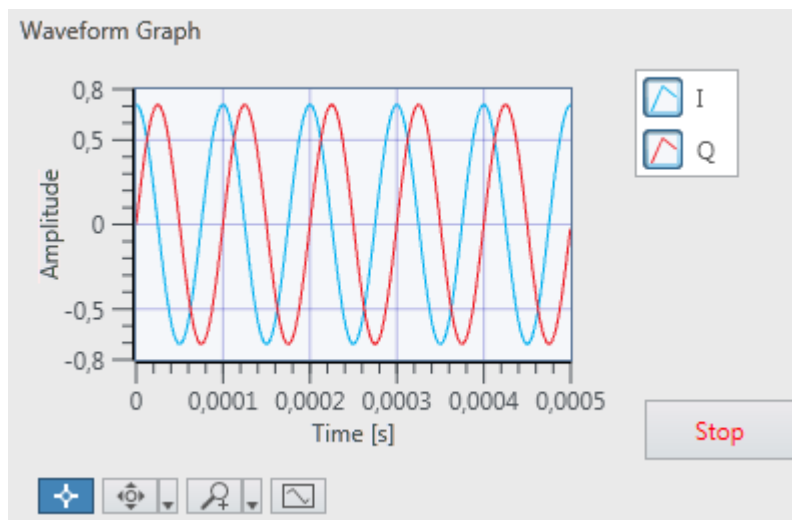 Waveform Graph
0,8
0,5
0
-0,5
-0,8
Amplitude
0 0,0001 0,0002 0,0003 0,0004 0,0005
Time [s]
I
Q
Stop